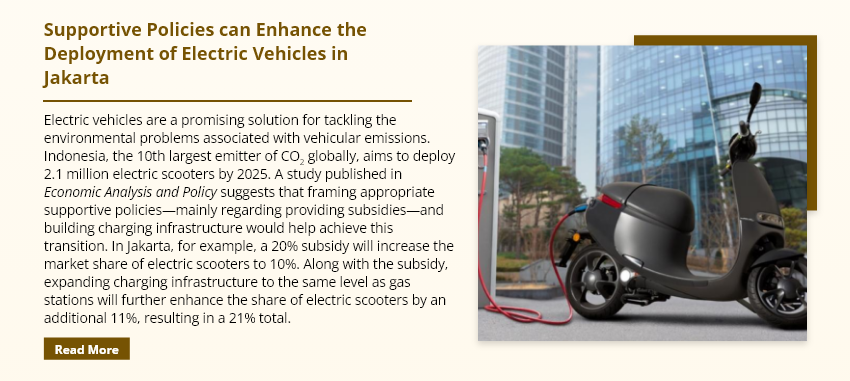 Supportive Policies can Enhance the
Deployment of Electric Vehicles in
Jakarta
Electric vehicles are a promising solution for tackling the
environmental problems associated with vehicular emissions.
Indonesia, the 10th largest emitter of CO₂ globally, aims to deploy
2.1 million electric scooters by 2025. A study published in
Economic Analysis and Policy suggests that framing appropriate
supportive policies—mainly regarding providing subsidies—and
building charging infrastructure would help achieve this
transition. In Jakarta, for example, a 20% subsidy will increase the
market share of electric scooters to 10%. Along with the subsidy,
expanding charging infrastructure to the same level as gas
stations will further enhance the share of electric scooters by an
additional 11%, resulting in a 21% total.
Read More